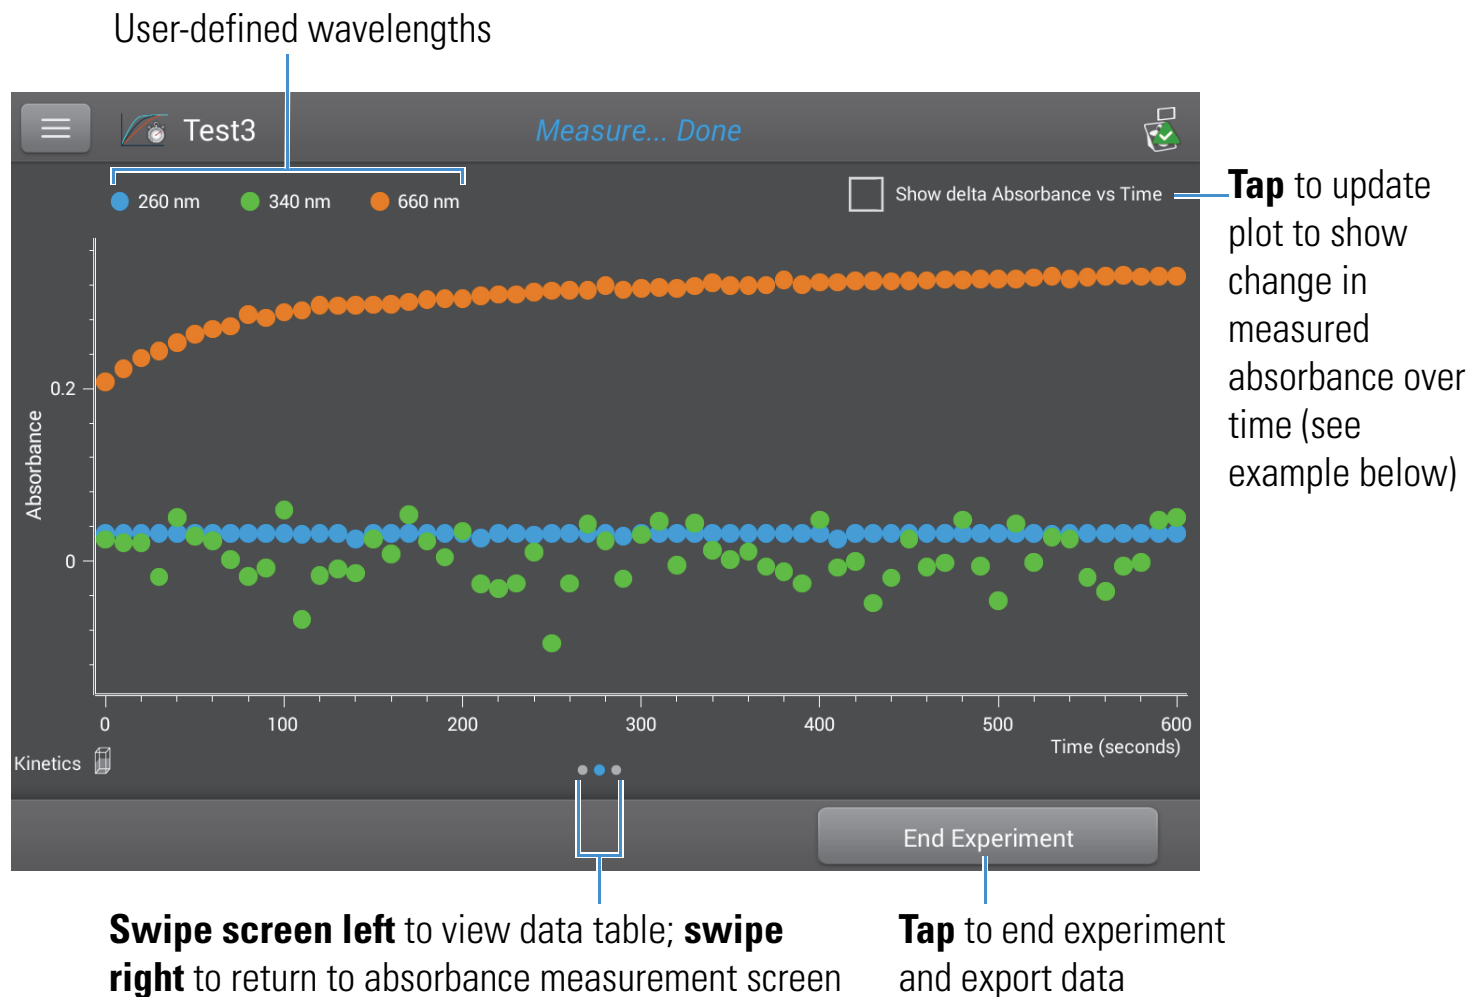 User-defined wavelengths
Test3
Measure... Done
260 nm
340 nm
660 nm
Show delta Absorbance vs Time
Tap to update
plot to show
change in
measured
absorbance over
time (see
example below)
Absorbance
0.2
0
0
100
200
300
400
500
600
Time (seconds)
Kinetics
End Experiment
Swipe screen left to view data table; swipe
right to return to absorbance measurement screen
Tap to end experiment
and export data